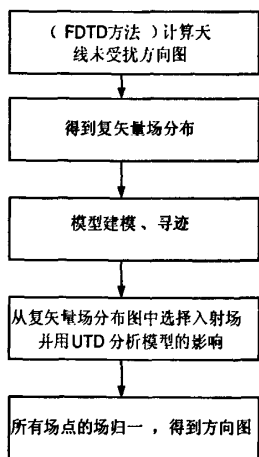 （ FDTD方法 ）计算天
线未受扰方向图
得到复矢量场分布
模型建模、寻迹
从复矢量场分布图中选择入射场
并用UTD 分析模型的影响
所有场点的场归一 ，得到方向图